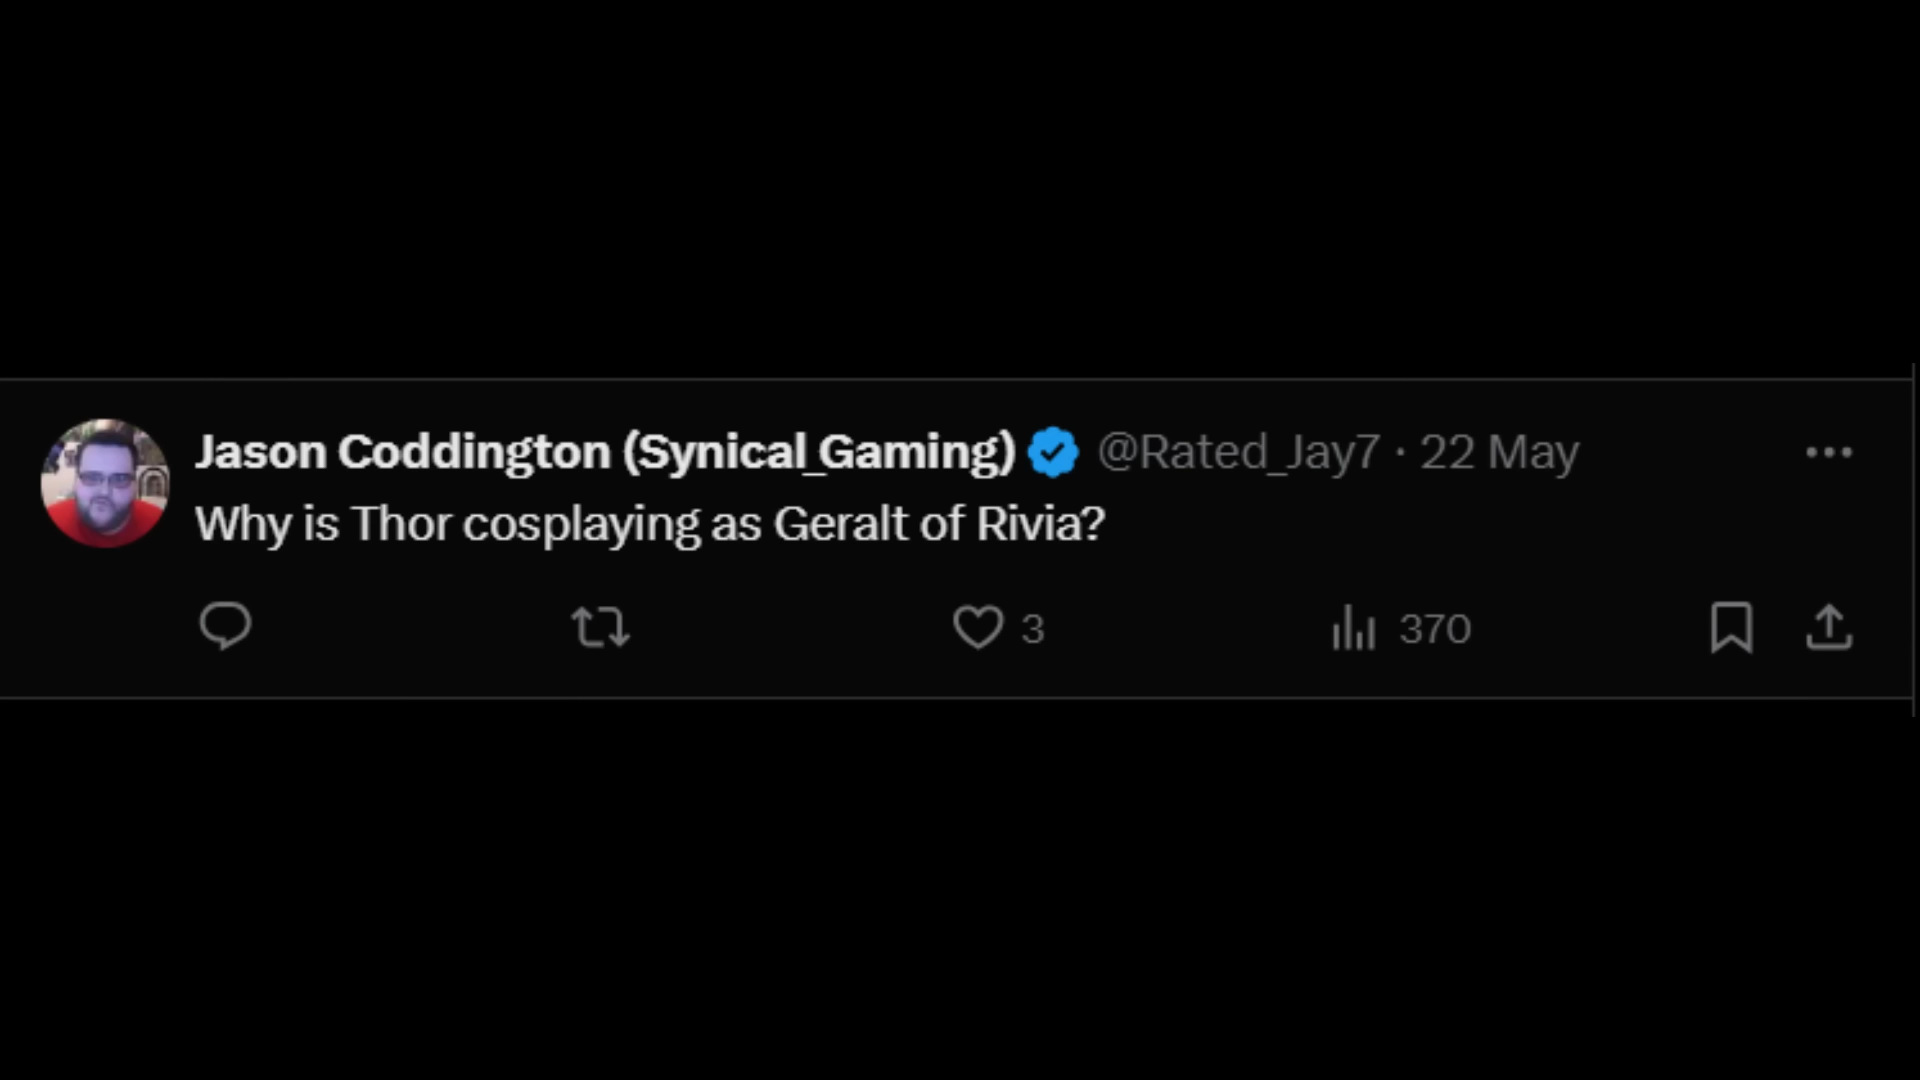 Jason Coddington (Synical_Gaming) @Rated_Jay7 · 22 May
Why is Thor cosplaying as Geralt of Rivia?
3 370